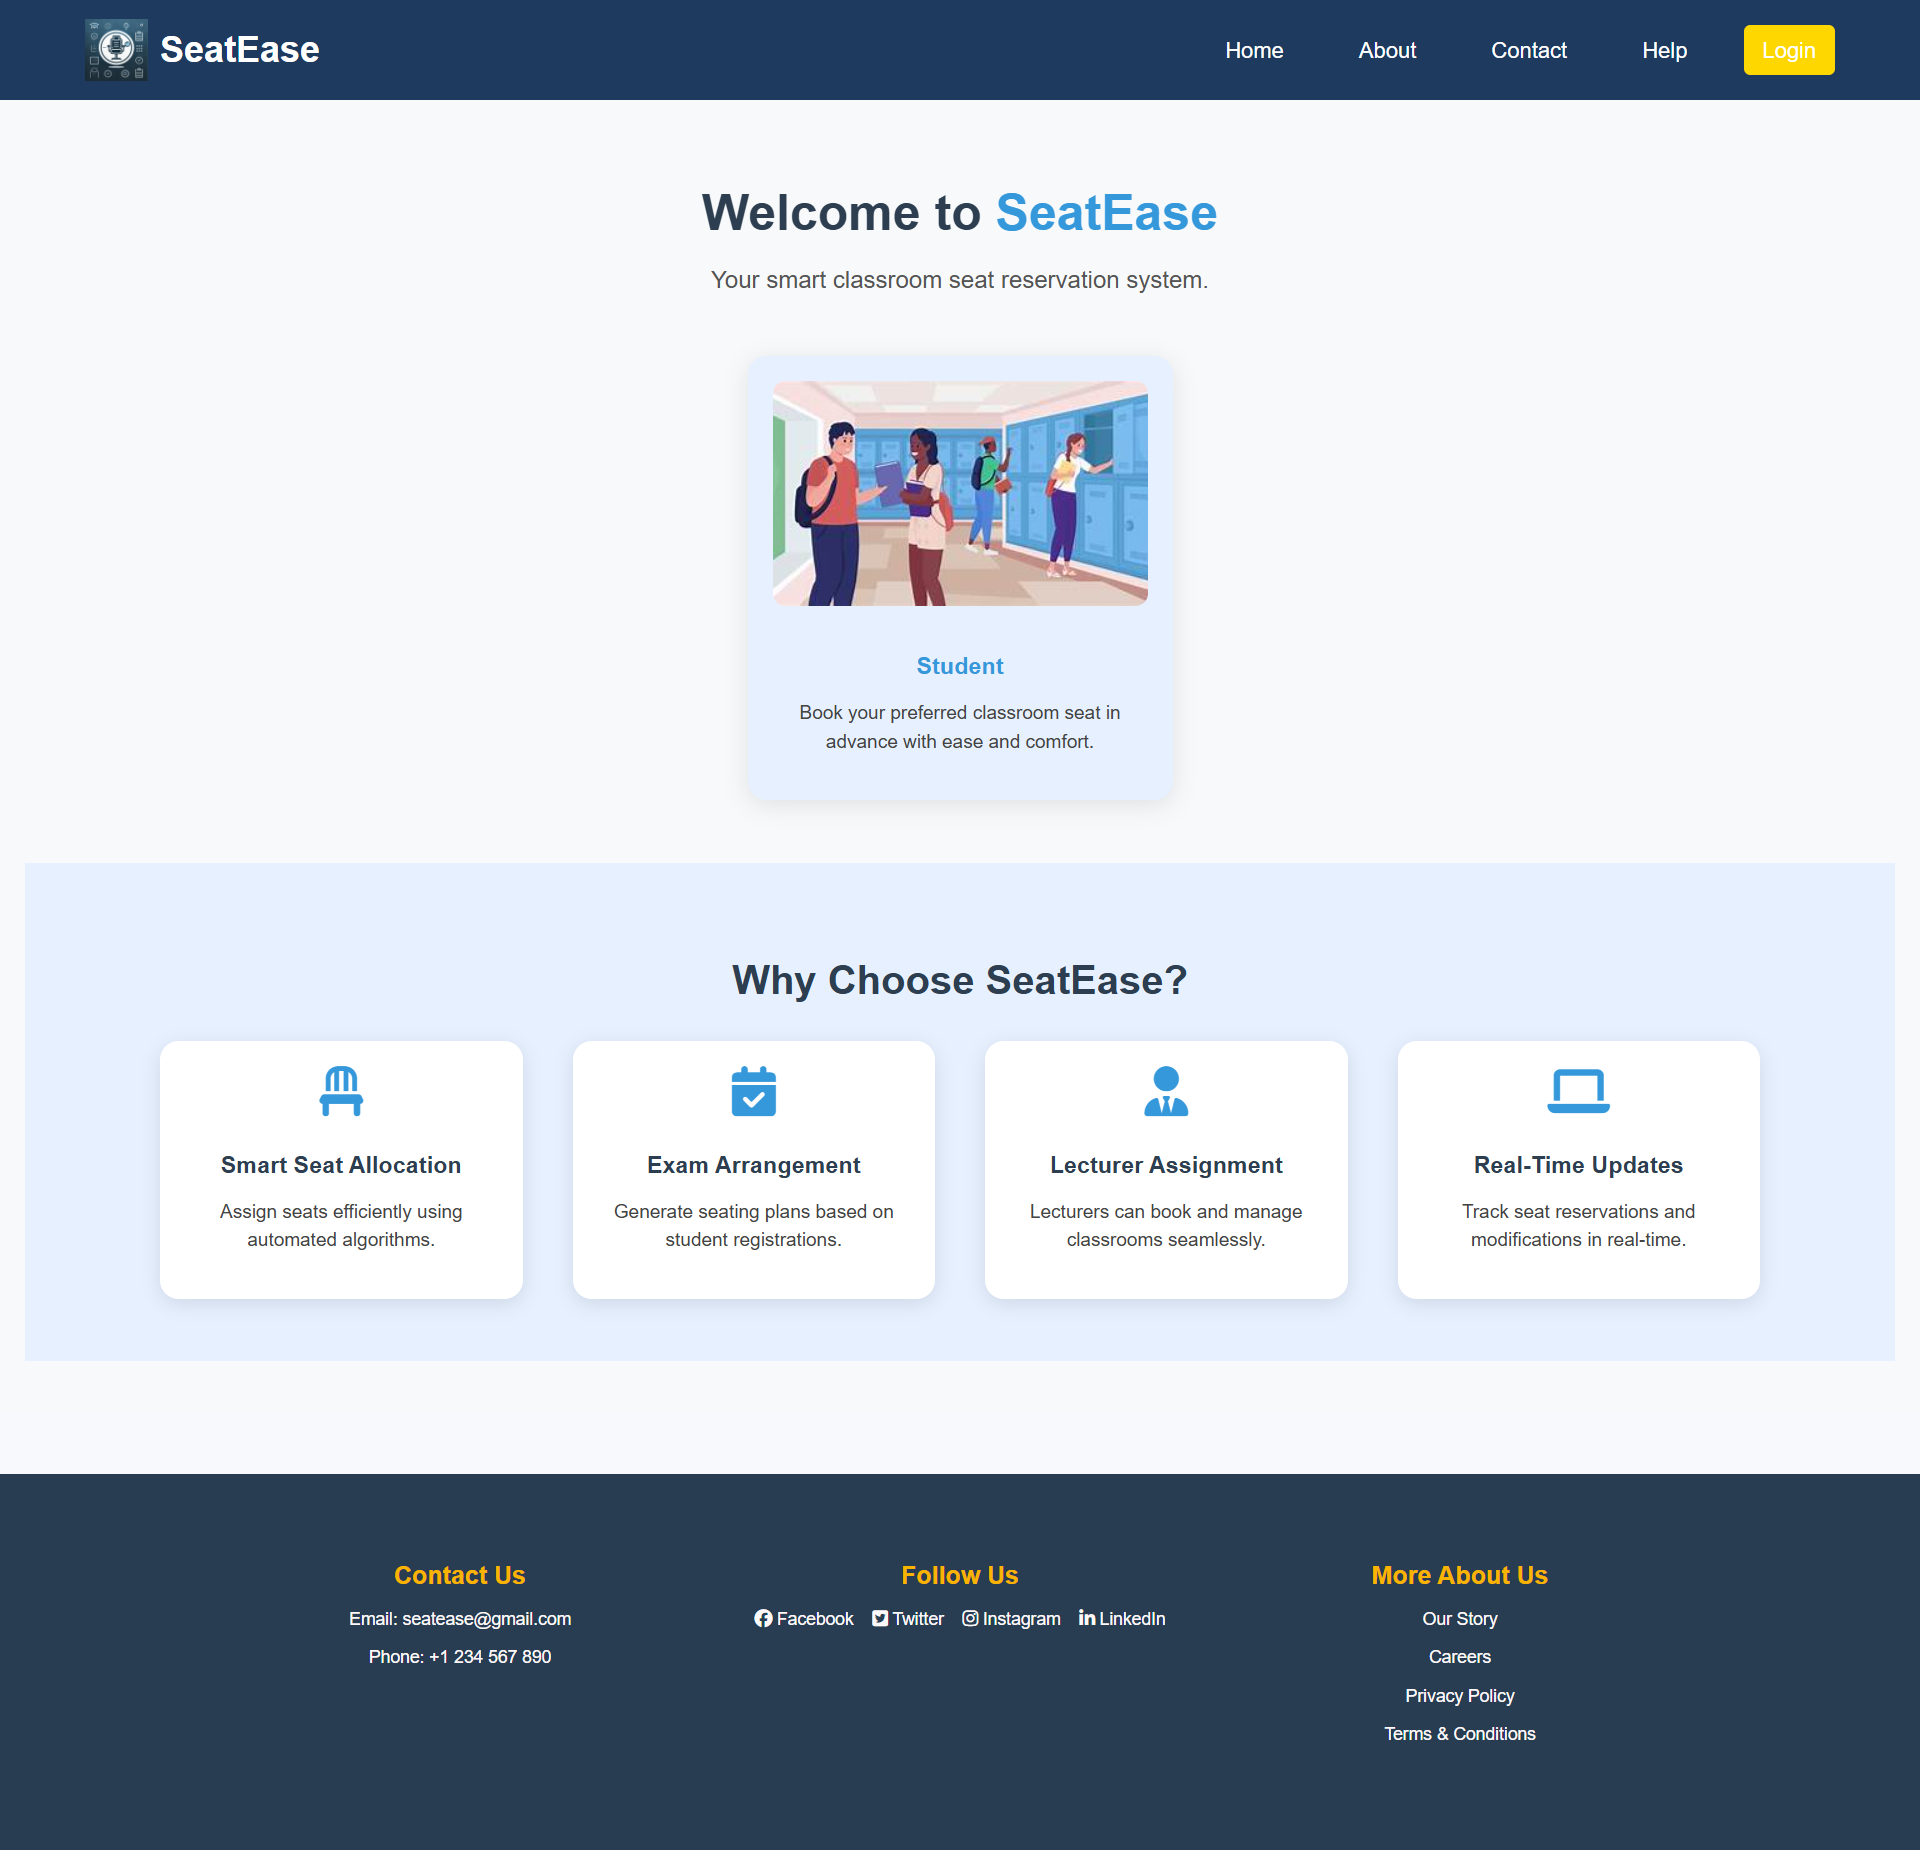 SeatEase
Home
About
Contact
Help
Login
Welcome to SeatEase
Your smart classroom seat reservation system.
Student
Book your preferred classroom seat in
advance with ease and comfort.
Why Choose SeatEase?
Smart Seat Allocation
Assign seats efficiently using
automated algorithms.
Exam Arrangement
Generate seating plans based on
student registrations.
Lecturer Assignment
Lecturers can book and manage
classrooms seamlessly.
Real-Time Updates
Track seat reservations and
modifications in real-time.
Contact Us
Email: seatease@gmail.com
Phone: +1 234 567 890
Follow Us
Facebook Twitter Instagram LinkedIn
More About Us
Our Story
Careers
Privacy Policy
Terms & Conditions